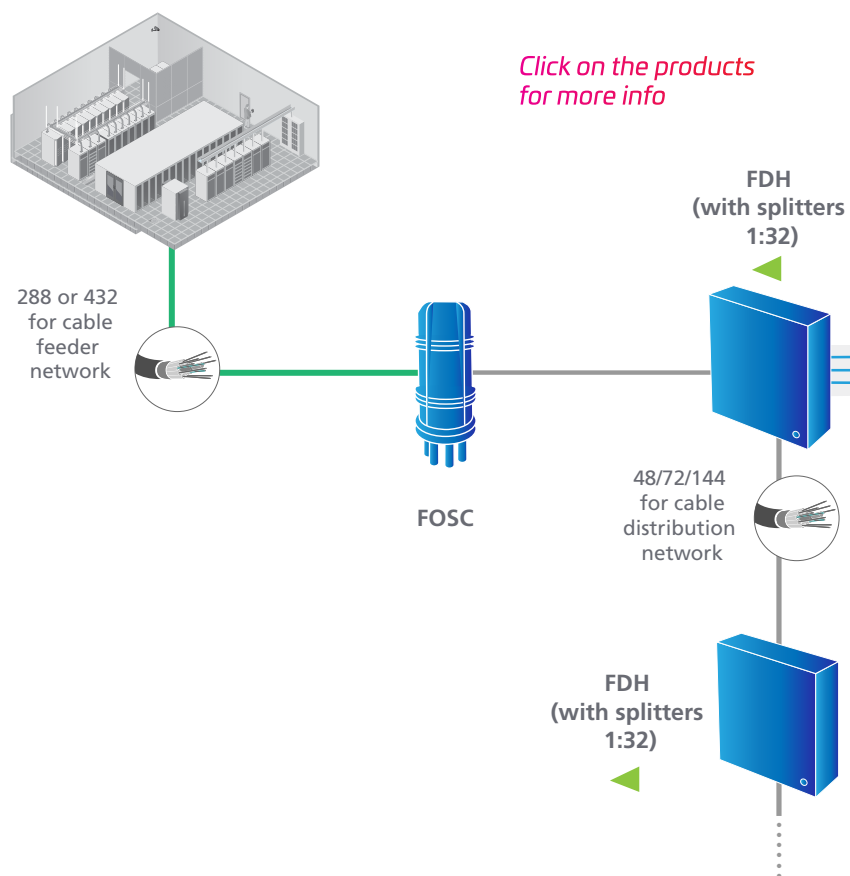 Click on the products
for more info
FDH
(with splitters
1:32)
288 or 432
for cable
feeder
network
FOSC
48/72/144
for cable
distribution
network
FDH
(with splitters
1:32)